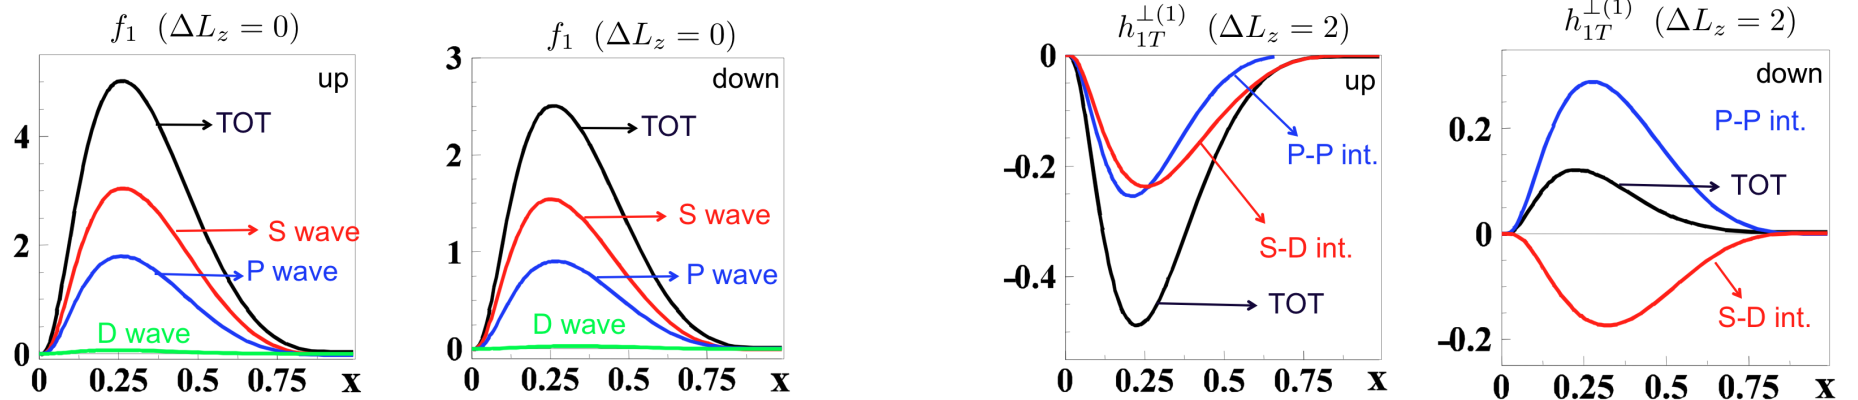 f₁ (ΔL_z = 0)
up
TOT
S wave
P wave
D wave
4
2
0
0 0.25 0.5 0.75 x
f₁ (ΔL_z = 0)
down
TOT
S wave
P wave
D wave
3
2
1
0
0 0.25 0.5 0.75 x
h_{1T}^{⊥(1)} (ΔL_z = 2)
up
P-P int.
S-D int.
TOT
0
-0.2
-0.4
0 0.25 0.5 0.75 x
h_{1T}^{⊥(1)} (ΔL_z = 2)
down
P-P int.
TOT
S-D int.
0.2
0
-0.2
0 0.25 0.5 0.75 x